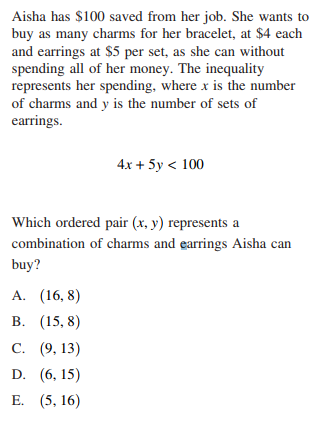 Aisha has $100 saved from her job. She wants to
buy as many charms for her bracelet, at $4 each
and earrings at $5 per set, as she can without
spending all of her money. The inequality
represents her spending, where x is the number
of charms and y is the number of sets of
earrings.
4x + 5y < 100
Which ordered pair (x, y) represents a
combination of charms and earrings Aisha can
buy?
A. (16, 8)
B. (15, 8)
C. (9, 13)
D. (6, 15)
E. (5, 16)